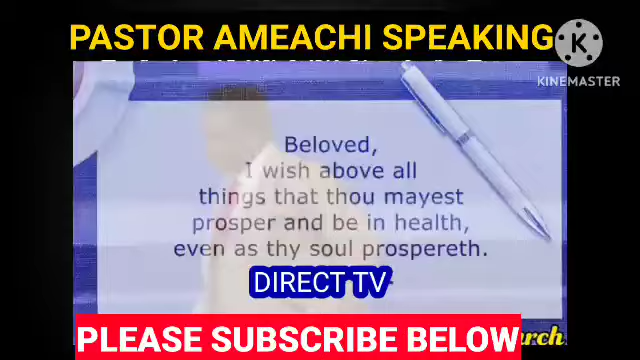 PASTOR AMEACHI SPEAKING
KINEMASTER
Beloved,
I wish above all
things that thou mayest
prosper and be in health,
even as thy soul prospereth.
DIRECT TV
PLEASE SUBSCRIBE BELOW